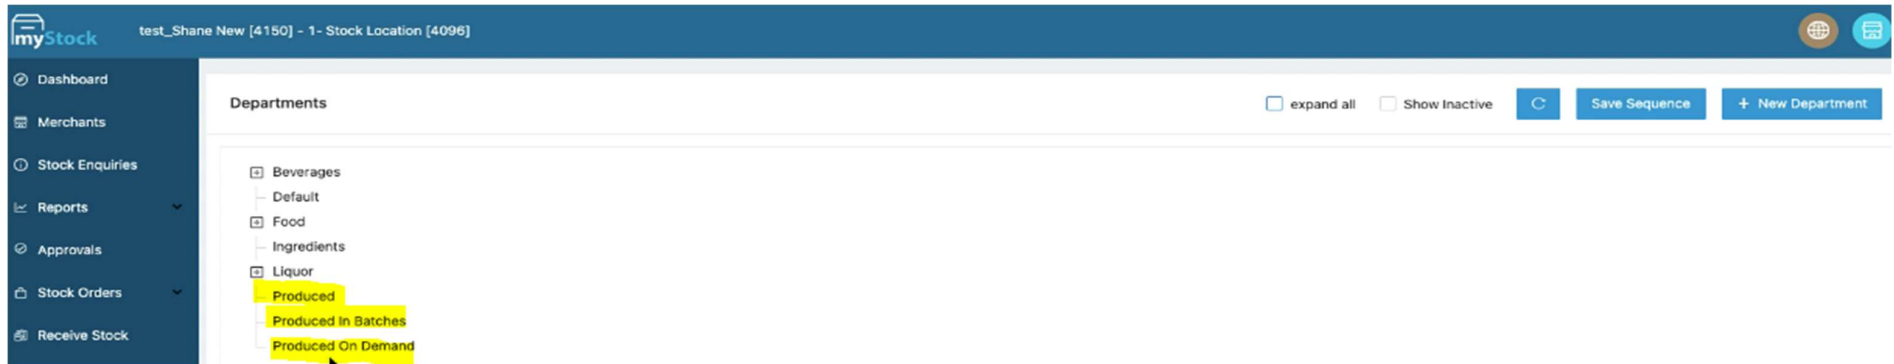 myStock
test_Shane New [4150] - 1- Stock Location [4096]
Dashboard
Merchants
Stock Enquiries
Reports
Approvals
Stock Orders
Receive Stock
Departments
expand all
Show Inactive
Save Sequence
+ New Department
Beverages
Default
Food
Ingredients
Liquor
Produced
Produced In Batches
Produced On Demand